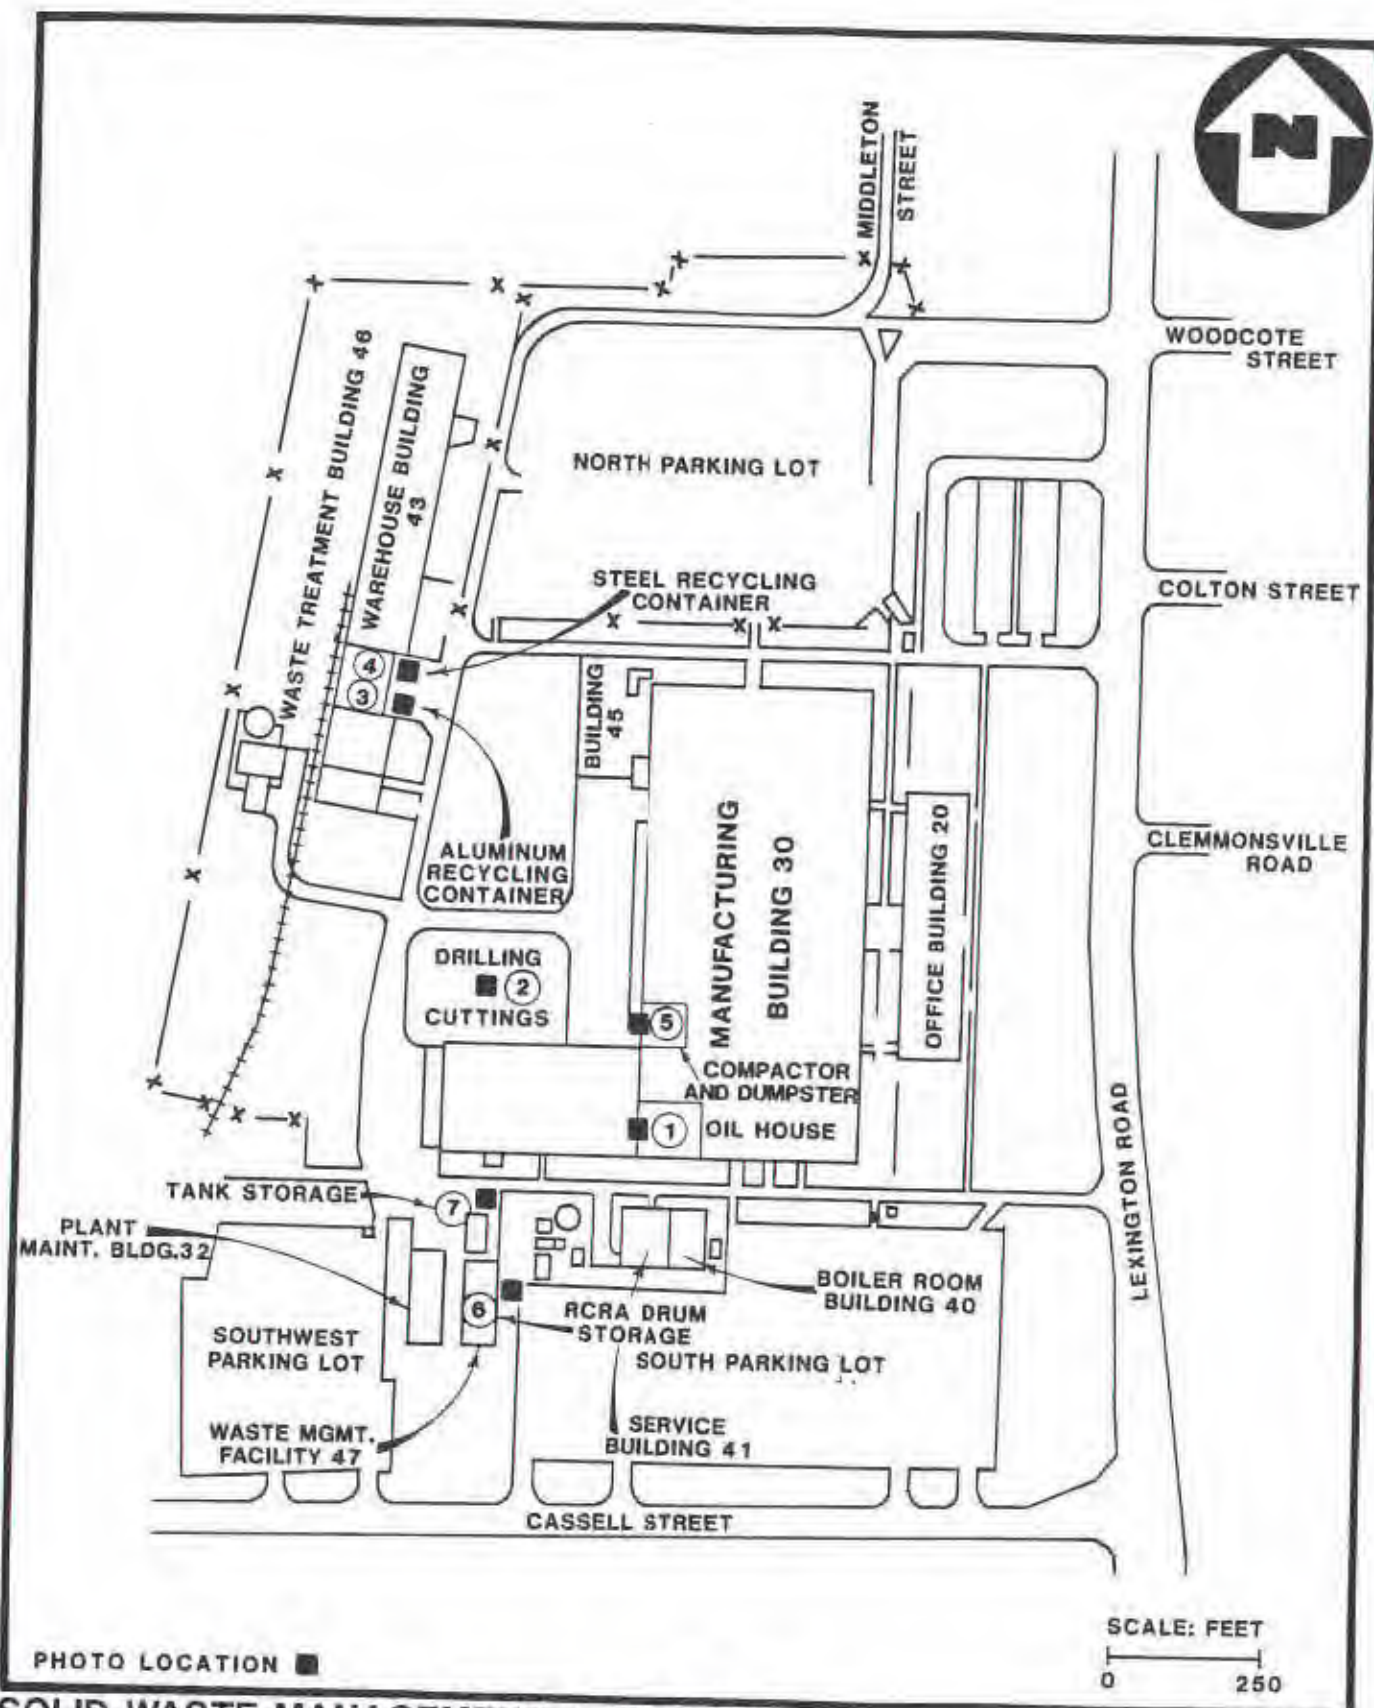 N
MIDDLETON
STREET
WOODCOTE
STREET
WASTE TREATMENT BUILDING 46
WAREHOUSE BUILDING
43
NORTH PARKING LOT
STEEL RECYCLING
CONTAINER
COLTON STREET
4
3
BUILDING
45
MANUFACTURING
BUILDING 30
OFFICE BUILDING 20
CLEMMONSVILLE
ROAD
ALUMINUM
RECYCLING
CONTAINER
DRILLING
2
CUTTINGS
5
COMPACTOR
AND DUMPSTER
1
OIL HOUSE
LEXINGTON ROAD
TANK STORAGE
7
PLANT
MAINT. BLDG.32
BOILER ROOM
BUILDING 40
6
RCRA DRUM
STORAGE
SOUTHWEST
PARKING LOT
SOUTH PARKING LOT
WASTE MGMT.
FACILITY 47
SERVICE
BUILDING 41
CASSELL STREET
SCALE: FEET
0 250
PHOTO LOCATION
SOLID WASTE